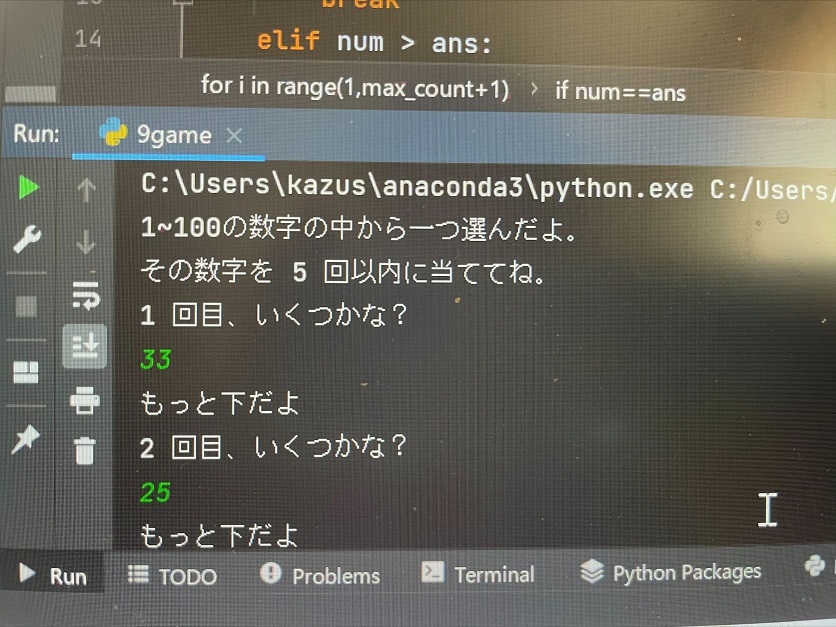 break
14 elif num > ans:
for i in range(1,max_count+1) › if num==ans
Run: 9game ×
C:\Users\kazus\anaconda3\python.exe C:/Users/
1~100の数字の中から一つ選んだよ。
その数字を 5 回以内に当ててね。
1 回目、いくつかな？
33
もっと下だよ
2 回目、いくつかな？
25
もっと下だよ
Run TODO Problems Terminal Python Packages